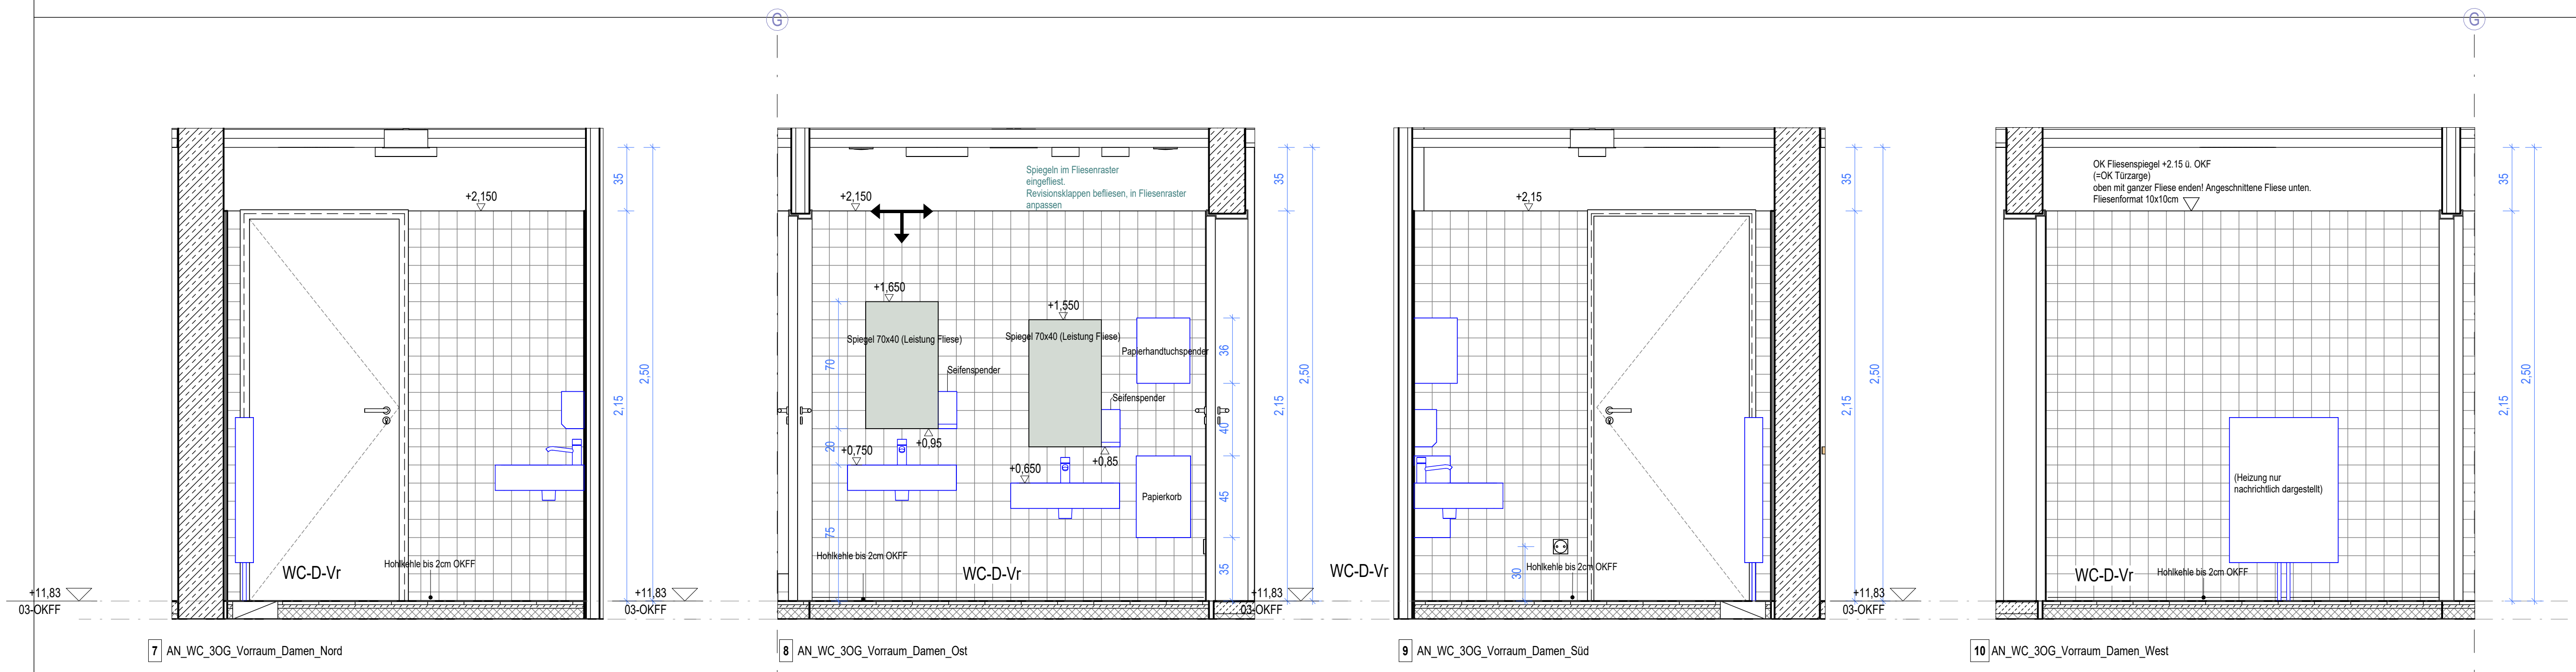 G
G
+2,150
35
2,50
2,15
WC-D-Vr
Hohlkehle bis 2cm OKFF
+11,83
03-OKFF
+11,83
03-OKFF
7 AN_WC_3OG_Vorraum_Damen_Nord
Spiegeln im Fliesenraster
eingefliest.
Revisionsklappen befliesen, in Fliesenraster
anpassen
+2,150
+1,650
+1,550
Spiegel 70x40 (Leistung Fliese)
Spiegel 70x40 (Leistung Fliese)
Papierhandtuchspender
Seifenspender
Seifenspender
+0,95
+0,85
+0,750
+0,650
Papierkorb
70
20
75
36
40
45
35
35
2,15
2,50
Hohlkehle bis 2cm OKFF
WC-D-Vr
+11,83
03-OKFF
8 AN_WC_3OG_Vorraum_Damen_Ost
+2,15
35
2,50
2,15
WC-D-Vr
30
Hohlkehle bis 2cm OKFF
+11,83
03-OKFF
9 AN_WC_3OG_Vorraum_Damen_Süd
OK Fliesenspiegel +2.15 ü. OKF
(=OK Türzarge)
oben mit ganzer Fliese enden! Angeschnittene Fliese unten.
Fliesenformat 10x10cm
35
2,50
2,15
(Heizung nur
nachrichtlich dargestellt)
WC-D-Vr
Hohlkehle bis 2cm OKFF
10 AN_WC_3OG_Vorraum_Damen_West